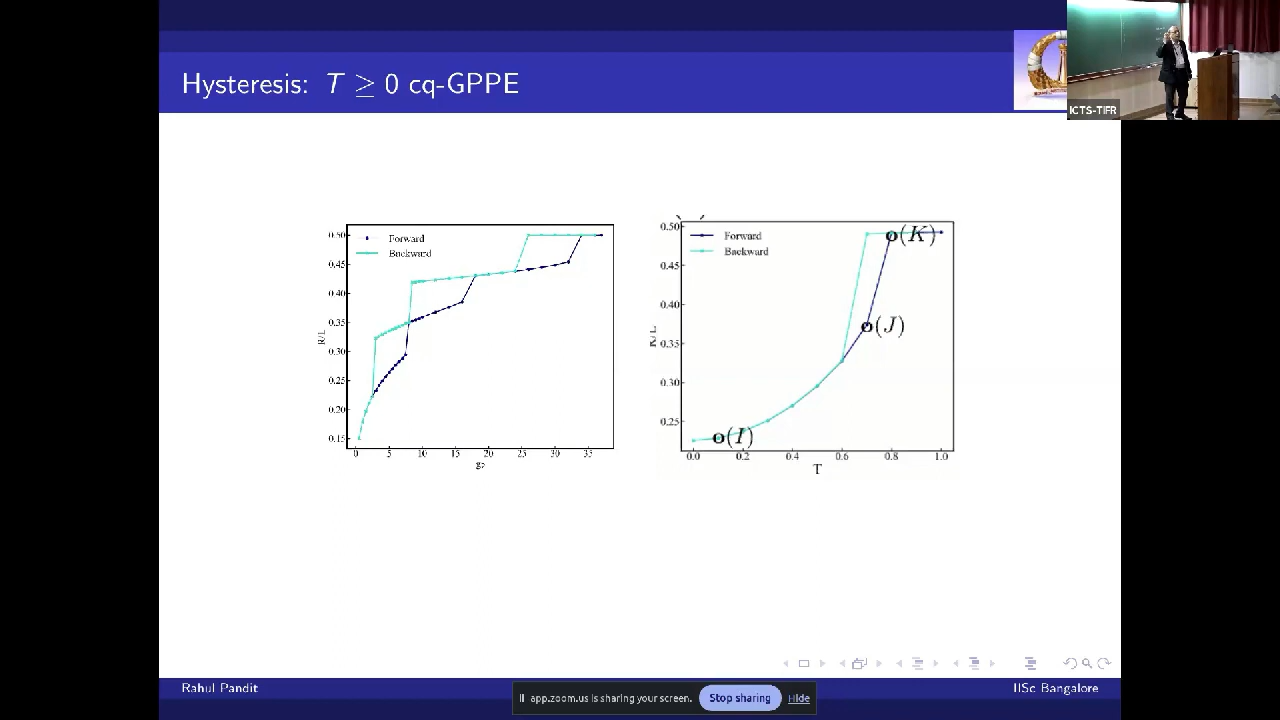 Hysteresis: T ≥ 0 cq-GPPE
ICTS-TIFR
Forward
Backward
0.50
0.45
0.40
0.35
0.30
0.25
0.20
0.15
R/L
0 5 10 15 20 25 30 35
g₂
Forward
Backward
0.50
0.45
0.40
0.35
0.30
0.25
o(K)
o(J)
o(I)
0.0 0.2 0.4 0.6 0.8 1.0
T
Rahul Pandit
IISc Bangalore
app.zoom.us is sharing your screen.
Stop sharing
Hide